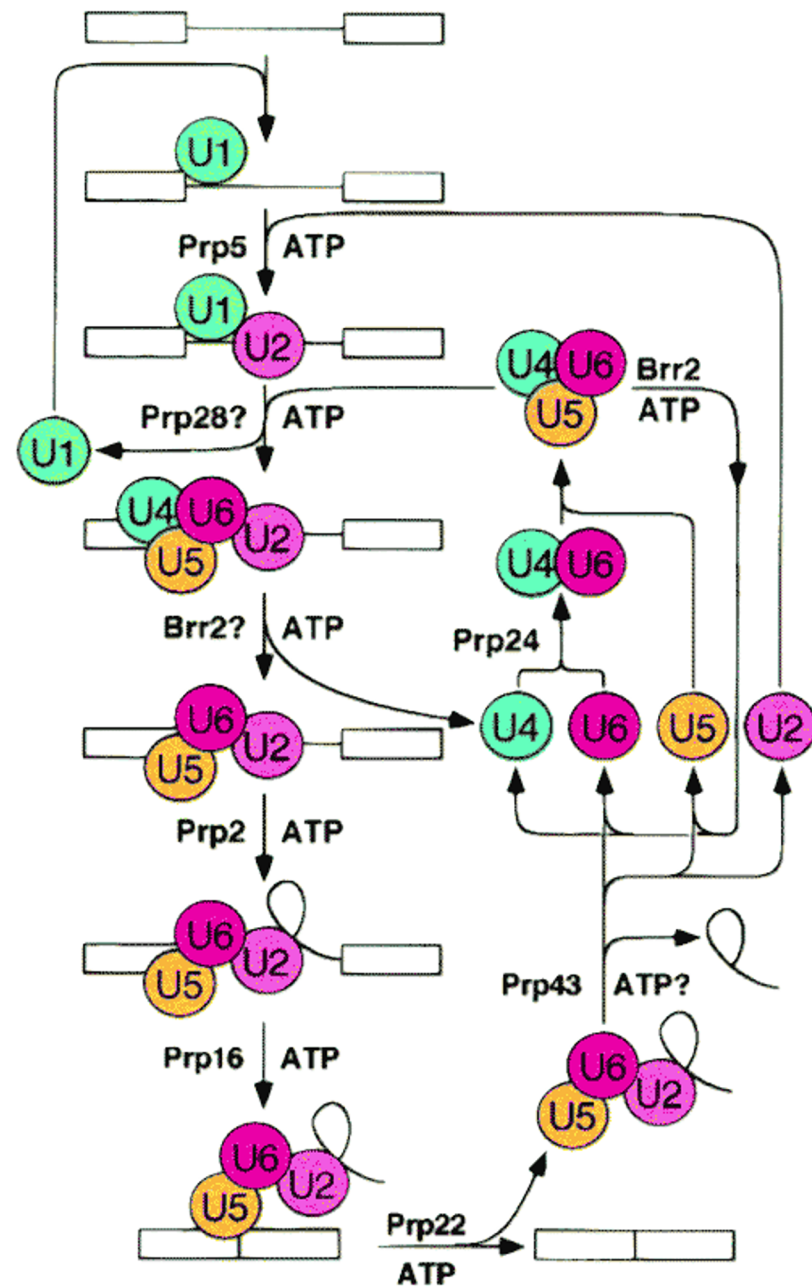 U1
Prp5 ATP
U1
U2
U4 U6 Brr2
U5 ATP
Prp28? ATP
U1
U4 U6 U2
U5
U4 U6
Brr2? ATP
Prp24
U6 U2
U5
U4 U6 U5 U2
Prp2 ATP
U6 U2
U5
Prp43 ATP?
Prp16 ATP
U6 U2
U5
U6 U2
U5
Prp22
ATP